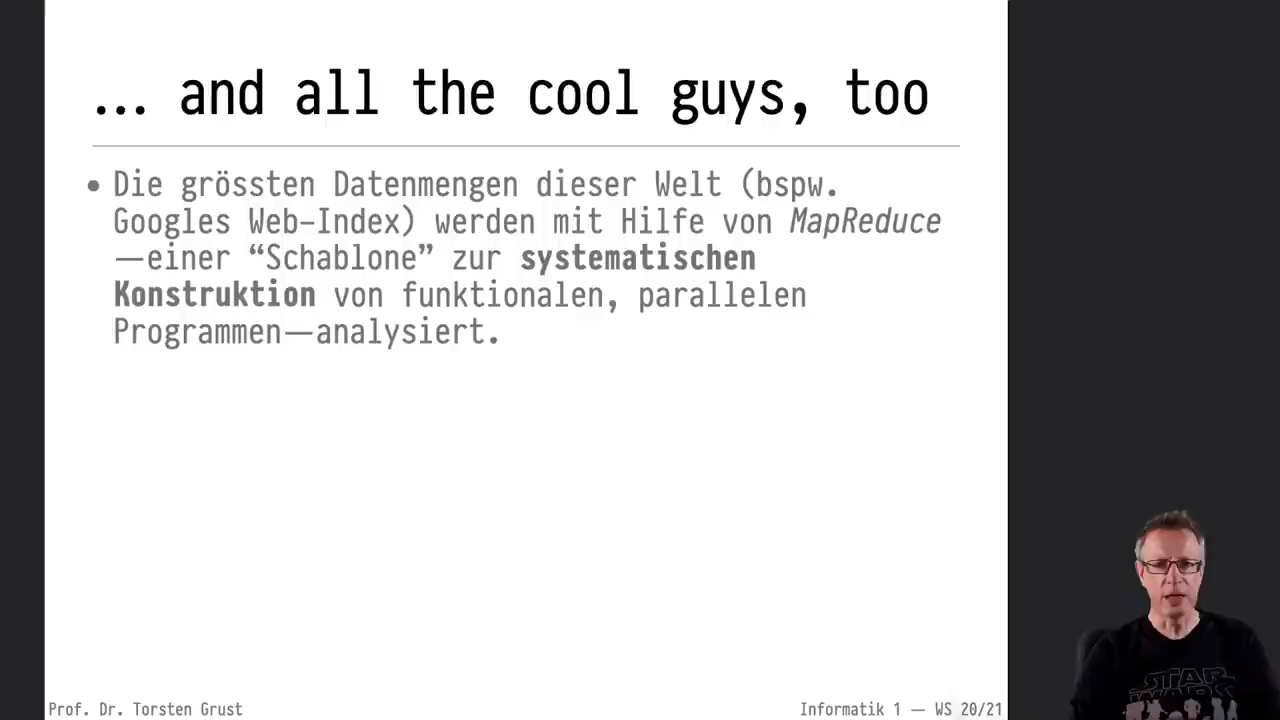 ... and all the cool guys, too
• Die grössten Datenmengen dieser Welt (bspw.
Googles Web-Index) werden mit Hilfe von MapReduce
—einer “Schablone” zur systematischen
Konstruktion von funktionalen, parallelen
Programmen—analysiert.
STAR
WARS
Prof. Dr. Torsten Grust
Informatik 1 — WS 20/21